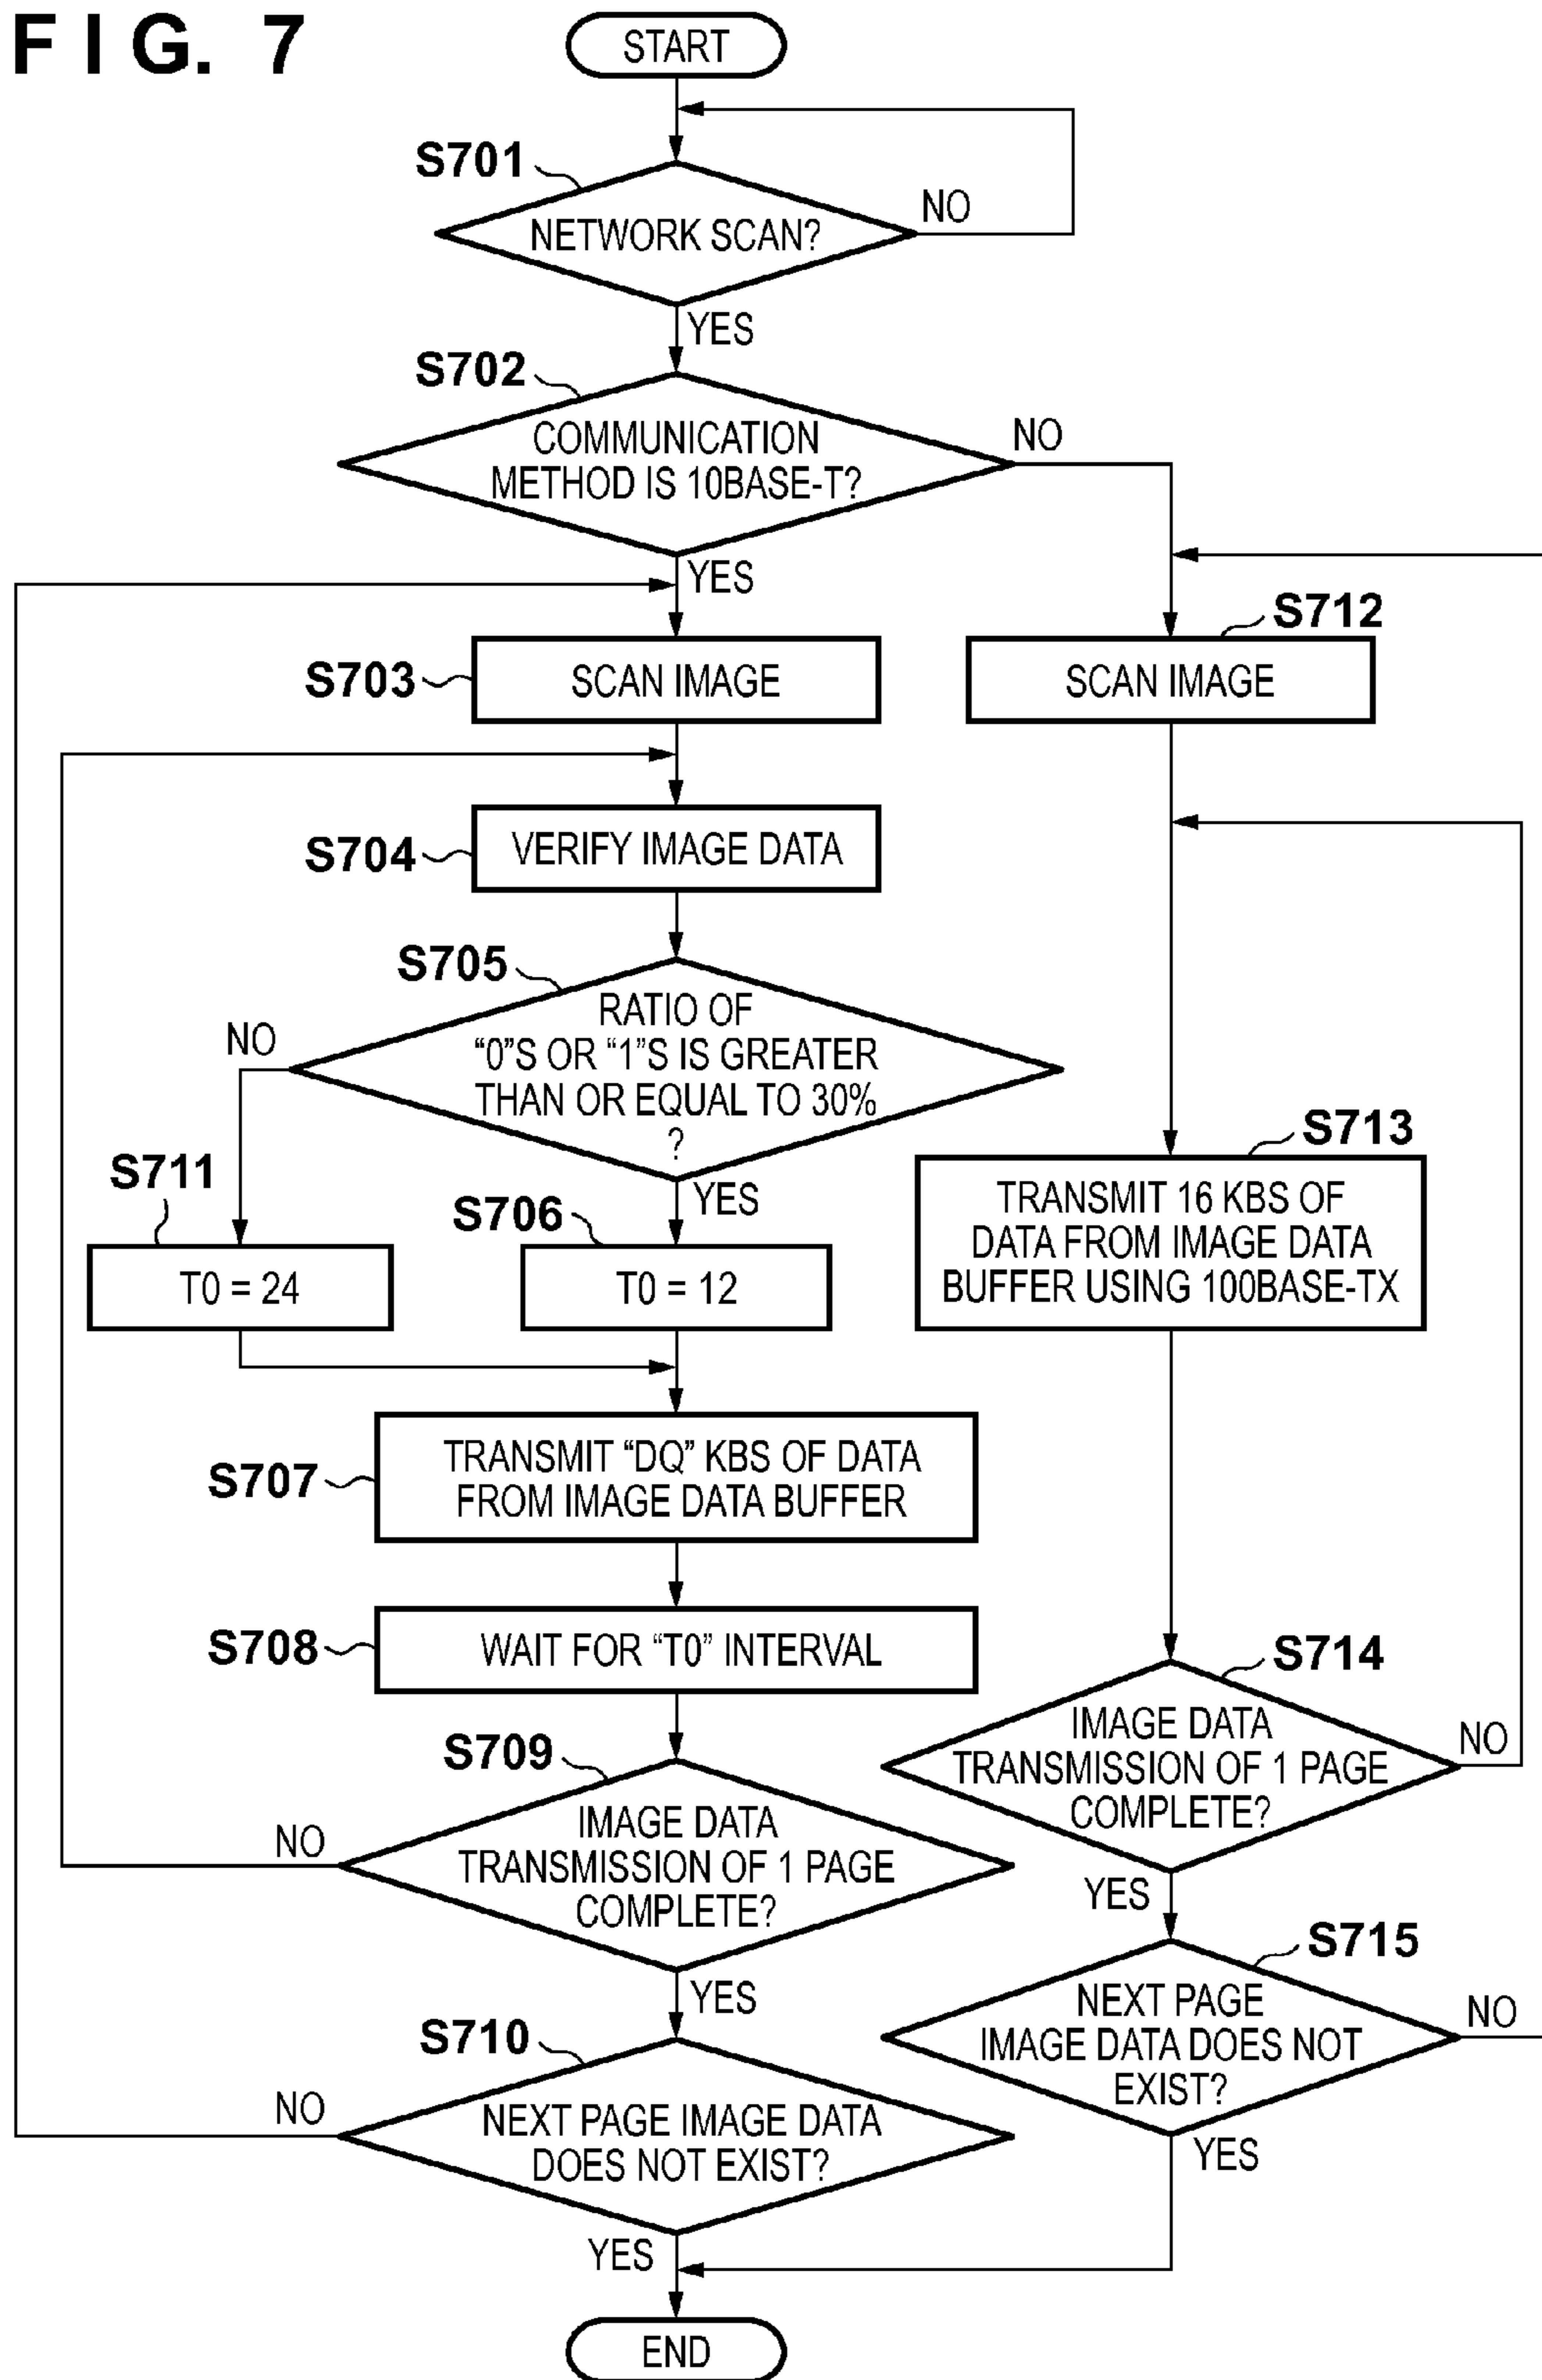 FIG. 7
START
S701
NETWORK SCAN?
NO
YES
S702
COMMUNICATION
METHOD IS 10BASE-T?
NO
YES
S703
SCAN IMAGE
S712
SCAN IMAGE
S704
VERIFY IMAGE DATA
S705
RATIO OF
“0”S OR “1”S IS GREATER
THAN OR EQUAL TO 30%
?
NO
YES
S711
T0 = 24
S706
T0 = 12
S713
TRANSMIT 16 KBS OF
DATA FROM IMAGE DATA
BUFFER USING 100BASE-TX
S707
TRANSMIT “DQ” KBS OF DATA
FROM IMAGE DATA BUFFER
S708
WAIT FOR “T0” INTERVAL
S714
IMAGE DATA
TRANSMISSION OF 1 PAGE
COMPLETE?
NO
YES
S709
IMAGE DATA
TRANSMISSION OF 1 PAGE
COMPLETE?
NO
YES
S715
NEXT PAGE
IMAGE DATA DOES NOT
EXIST?
NO
YES
S710
NEXT PAGE IMAGE DATA
DOES NOT EXIST?
NO
YES
END